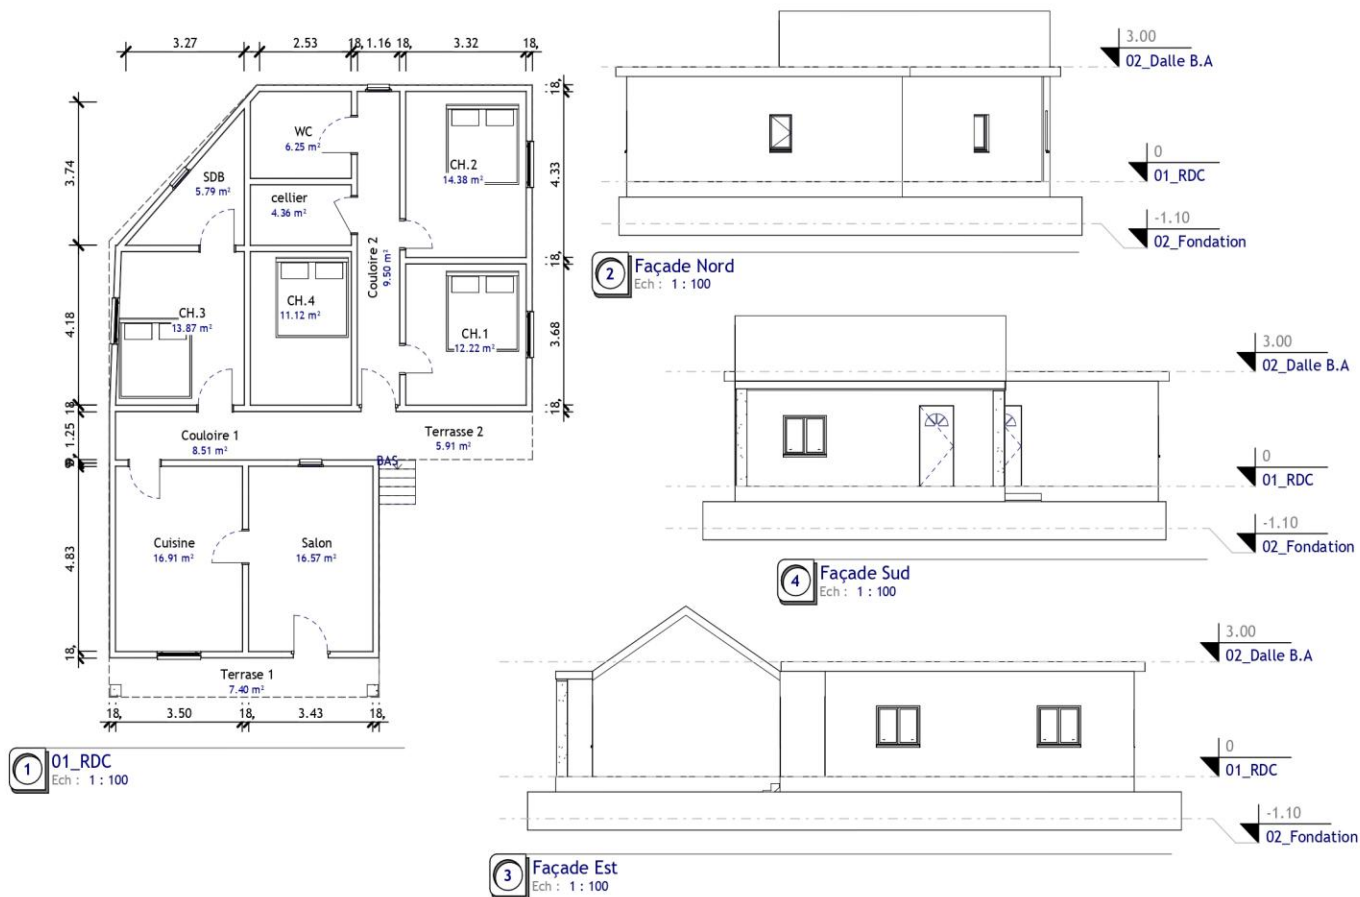 3.27
2.53
18,
1.16
18,
3.32
18,
18,
3.74
4.33
18,
4.18
3.68
18
18,
1.25
4.83
18,
WC
6.25 m²
SDB
5.79 m²
cellier
4.36 m²
CH.2
14.38 m²
Couloire 2
9.50 m²
CH.3
13.87 m²
CH.4
11.12 m²
CH.1
12.22 m²
Couloire 1
8.51 m²
Terrasse 2
5.91 m²
BAS
Cuisine
16.91 m²
Salon
16.57 m²
Terrase 1
7.40 m²
18,
3.50
18,
3.43
18,
1
01_RDC
Ech : 1 : 100
3.00
02_Dalle B.A
0
01_RDC
-1.10
02_Fondation
2
Façade Nord
Ech : 1 : 100
3.00
02_Dalle B.A
0
01_RDC
-1.10
02_Fondation
4
Façade Sud
Ech : 1 : 100
3.00
02_Dalle B.A
0
01_RDC
-1.10
02_Fondation
3
Façade Est
Ech : 1 : 100